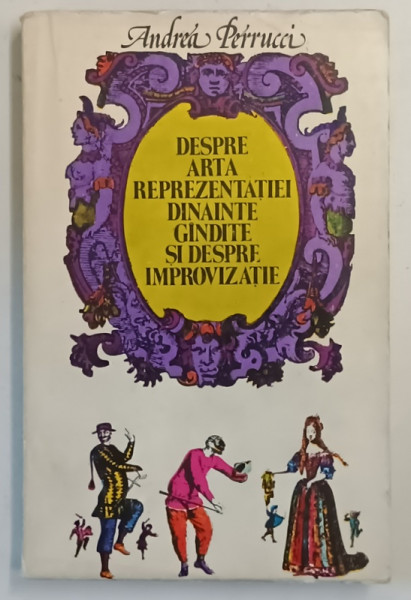 Andrea Perrucci
DESPRE
ARTA
REPREZENTAȚIEI
DINAINTE
GÎNDITE
ȘI DESPRE
IMPROVIZAȚIE